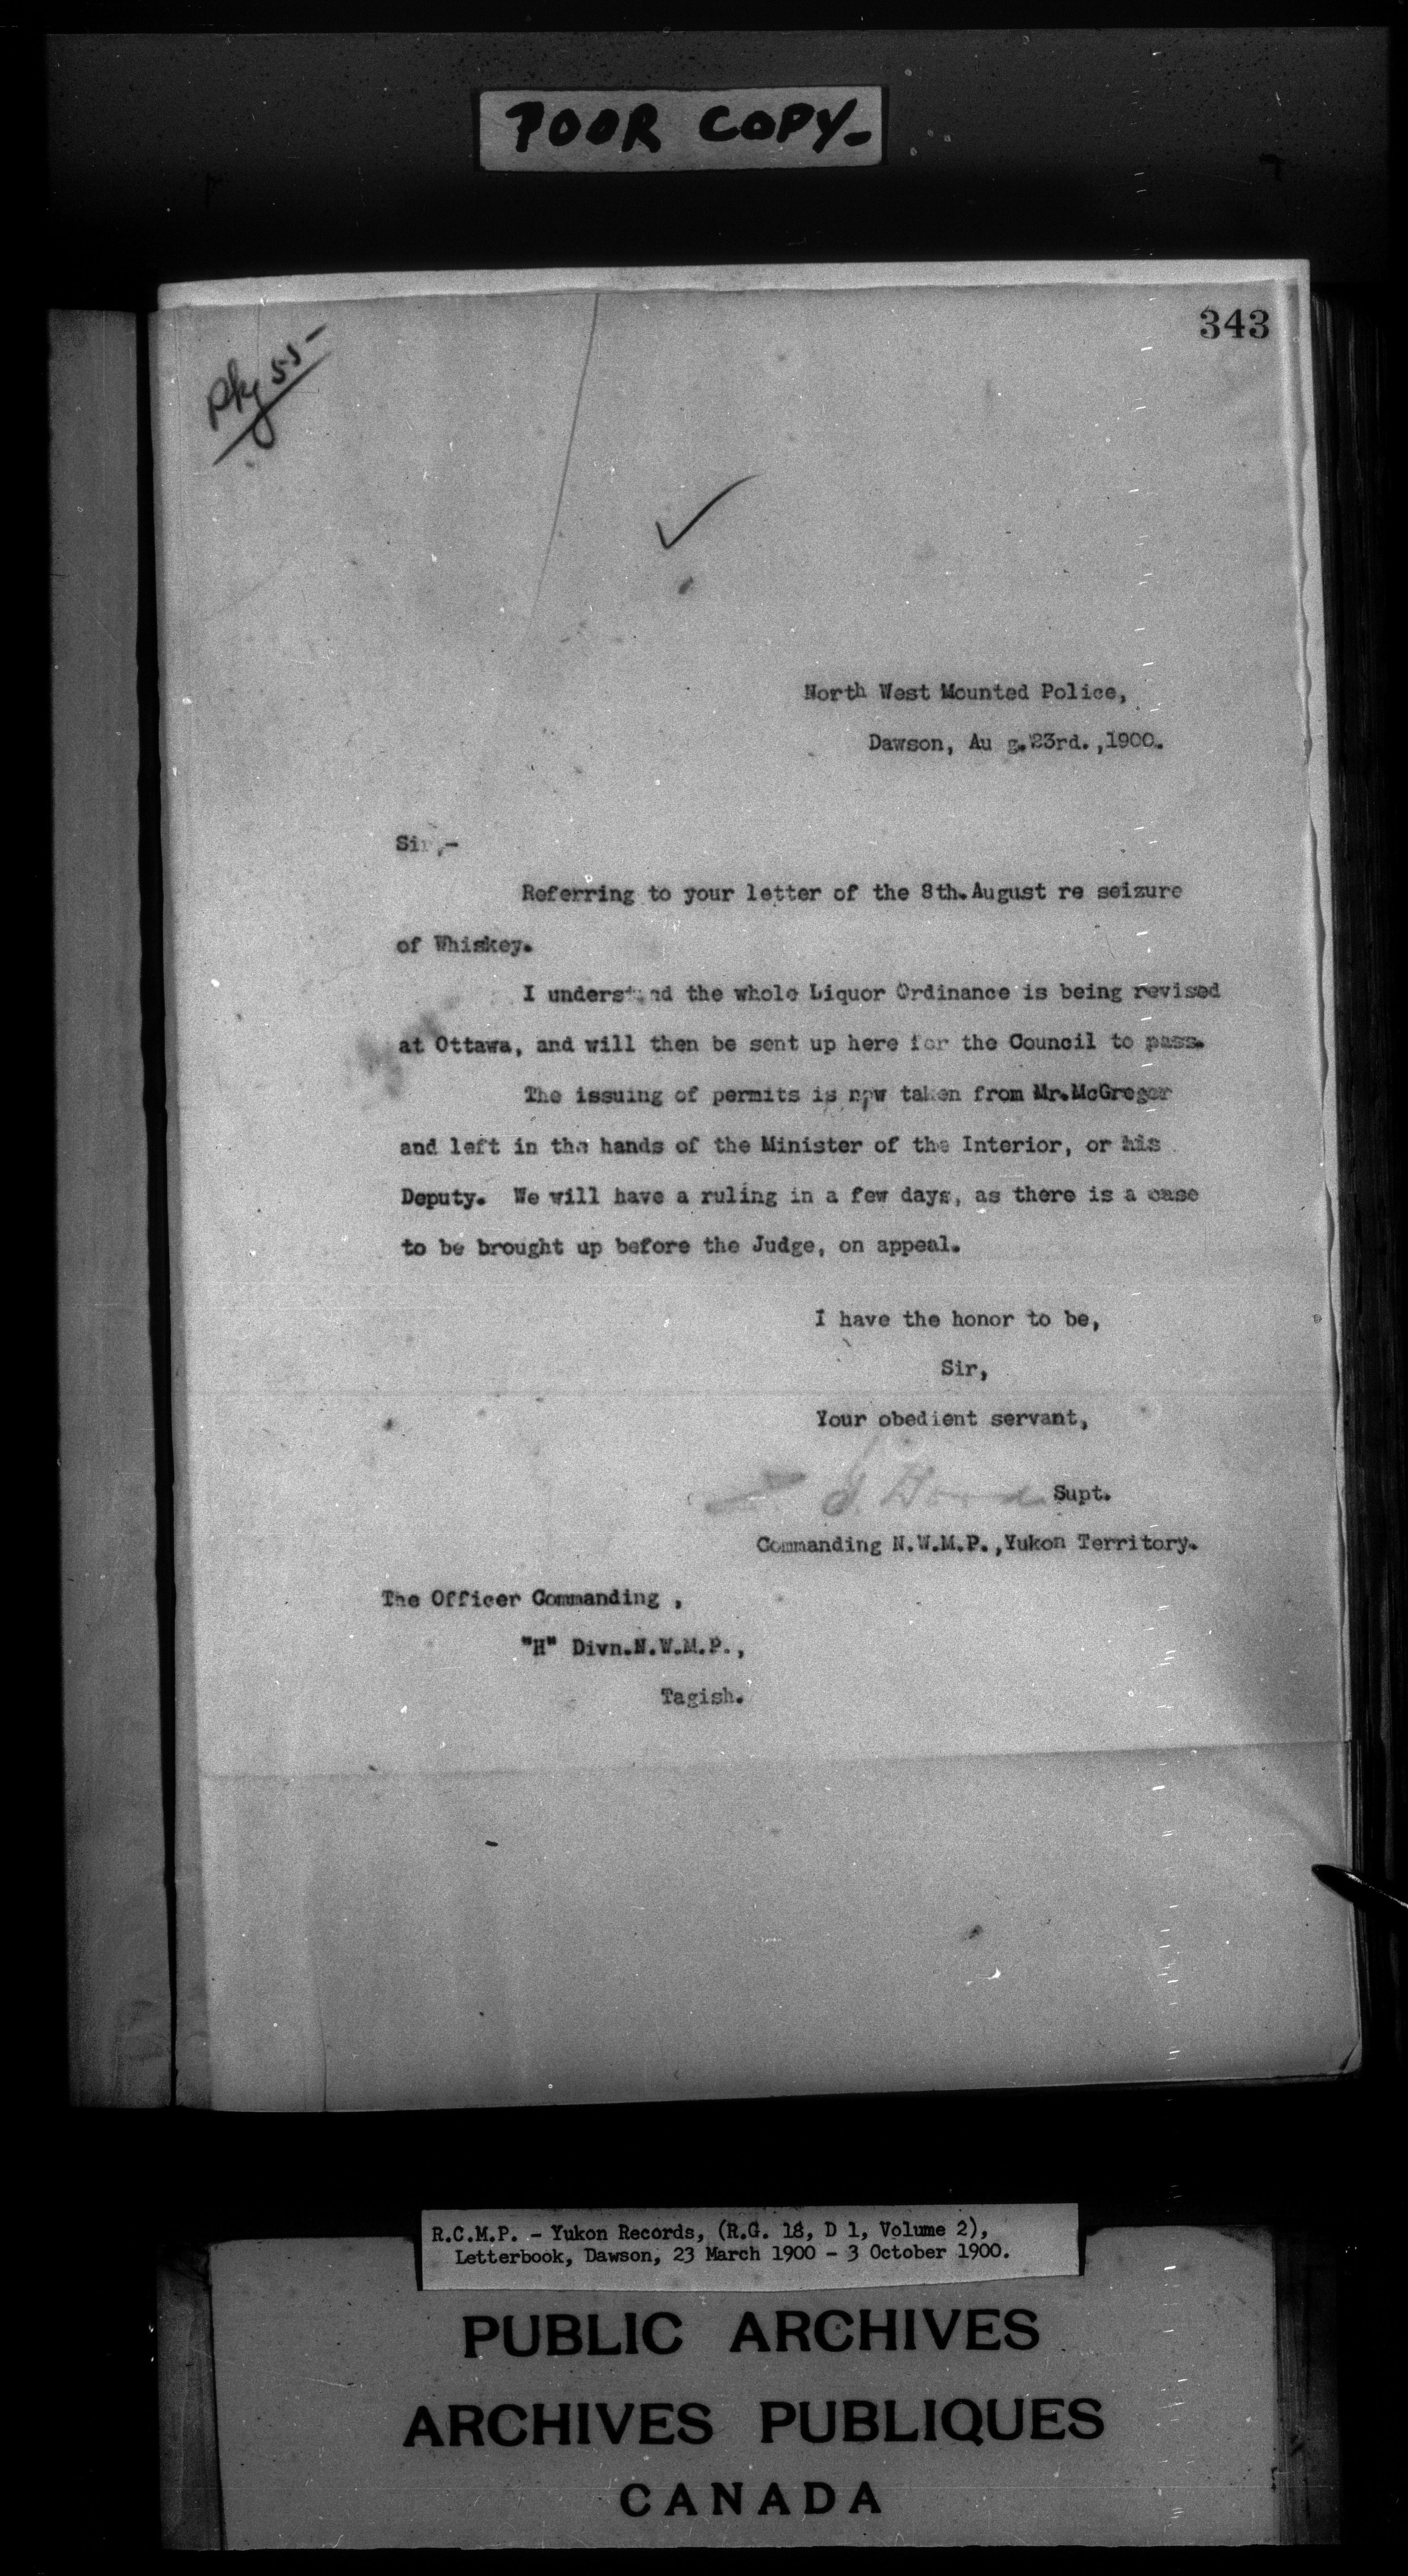 POOR COPY-
343
North West Mounted Police,
Dawson, Au g.23rd.,1900.
Sir,-
Referring to your letter of the 8th.August re seizure
of Whiskey.
I understand the whole Liquor Ordinance is being revised
at Ottawa, and will then be sent up here for the Council to pass.
The issuing of permits is now taken from Mr.McGregor
and left in the hands of the Minister of the Interior, or his
Deputy. We will have a ruling in a few days, as there is a case
to be brought up before the Judge, on appeal.
I have the honor to be,
Sir,
Your obedient servant,
Supt.
Commanding N.W.M.P.,Yukon Territory.
The Officer Commanding ,
"H" Divn.N.W.M.P.,
Tagish.
R.C.M.P. - Yukon Records, (R.G. 18, D 1, Volume 2),
Letterbook, Dawson, 23 March 1900 - 3 October 1900.
PUBLIC ARCHIVES
ARCHIVES PUBLIQUES
CANADA